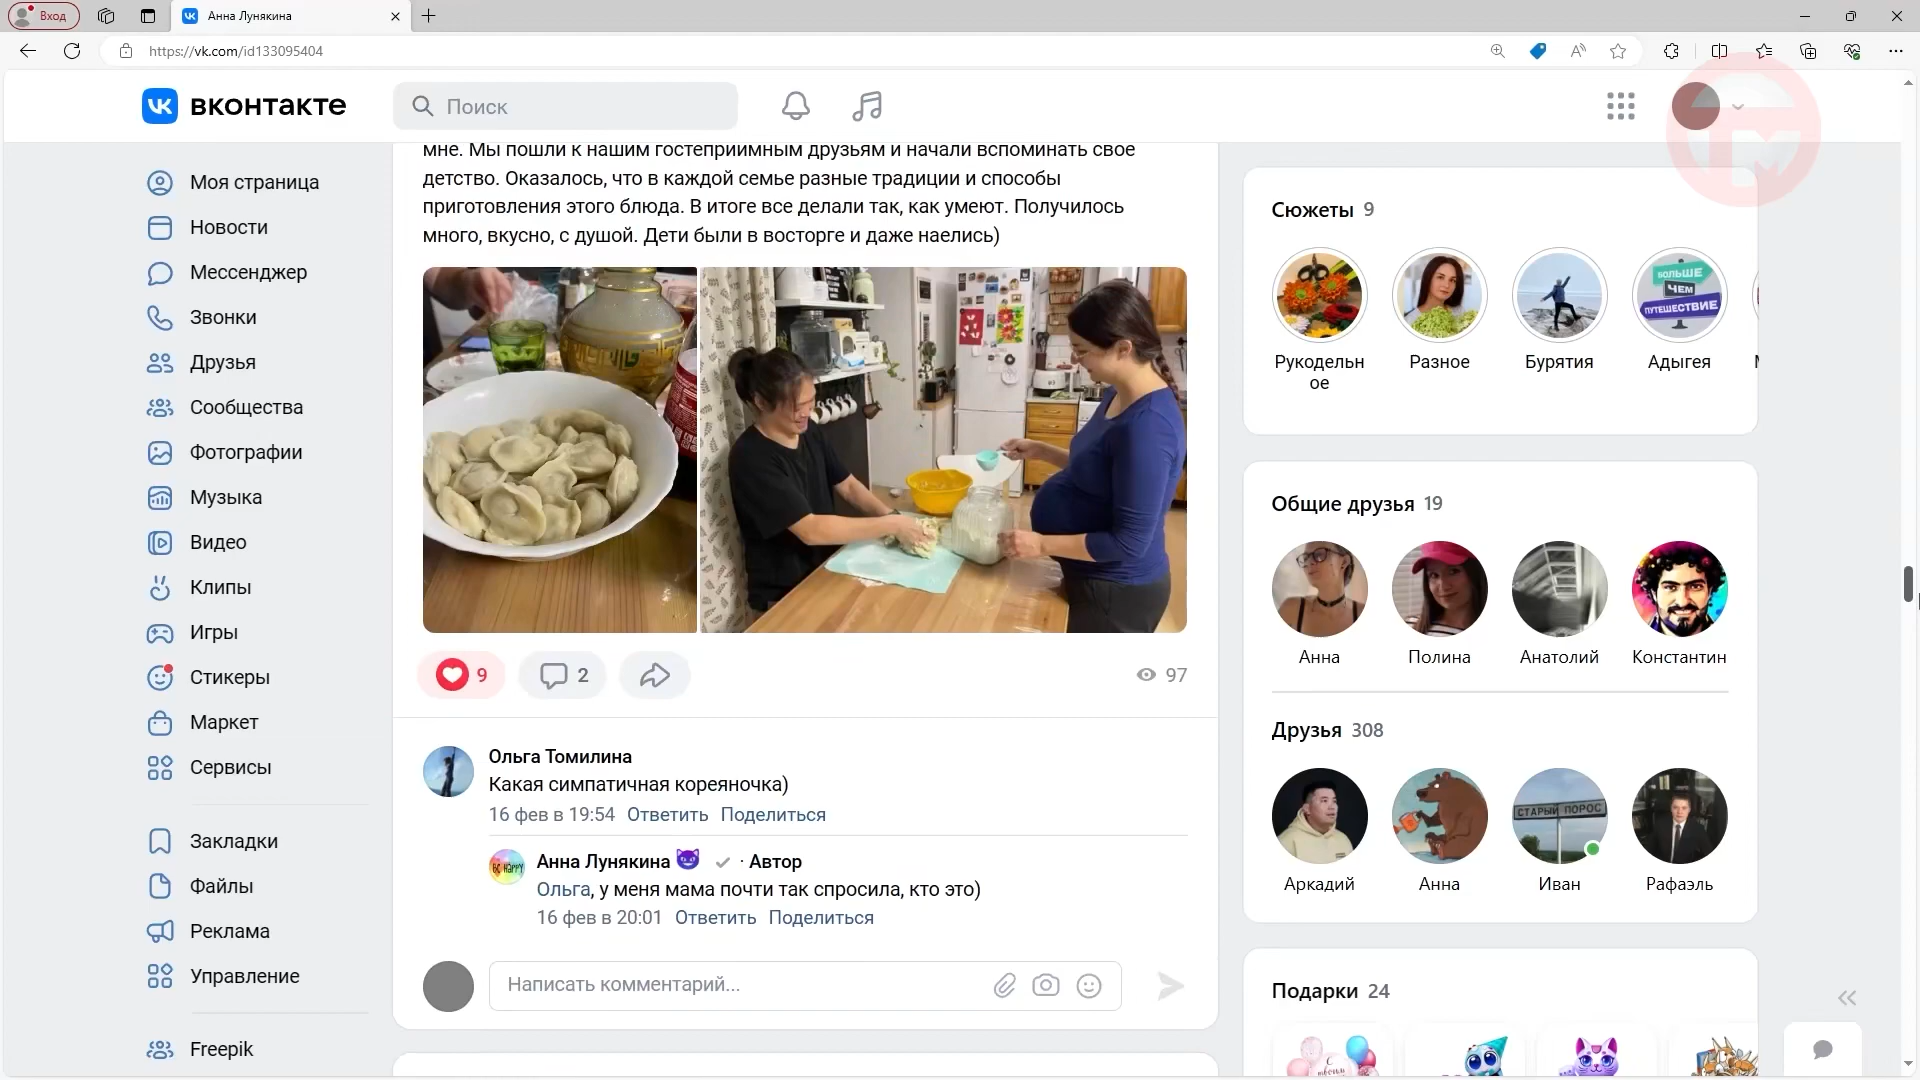 Вход
Анна Лунякина
https://vk.com/id133095404
вконтакте
Поиск
Моя страница
Новости
Мессенджер
Звонки
Друзья
Сообщества
Фотографии
Музыка
Видео
Клипы
Игры
Стикеры
Маркет
Сервисы
Закладки
Файлы
Реклама
Управление
Freepik
мне. Мы пошли к нашим гостеприимным друзьям и начали вспоминать свое
детство. Оказалось, что в каждой семье разные традиции и способы
приготовления этого блюда. В итоге все делали так, как умеют. Получилось
много, вкусно, с душой. Дети были в восторге и даже наелись)
9
2
97
Ольга Томилина
Какая симпатичная кореяночка)
16 фев в 19:54 Ответить Поделиться
Анна Лунякина · Автор
Ольга, у меня мама почти так спросила, кто это)
16 фев в 20:01 Ответить Поделиться
BE HAPPY
Написать комментарий...
Сюжеты 9
БОЛЬШЕ
ЧЕМ
ПУТЕШЕСТВИЕ
Рукодельн
ое
Разное
Бурятия
Адыгея
Общие друзья 19
Анна
Полина
Анатолий
Константин
Друзья 308
СТАРЫЙ ПОРОС
Аркадий
Анна
Иван
Рафаэль
Подарки 24